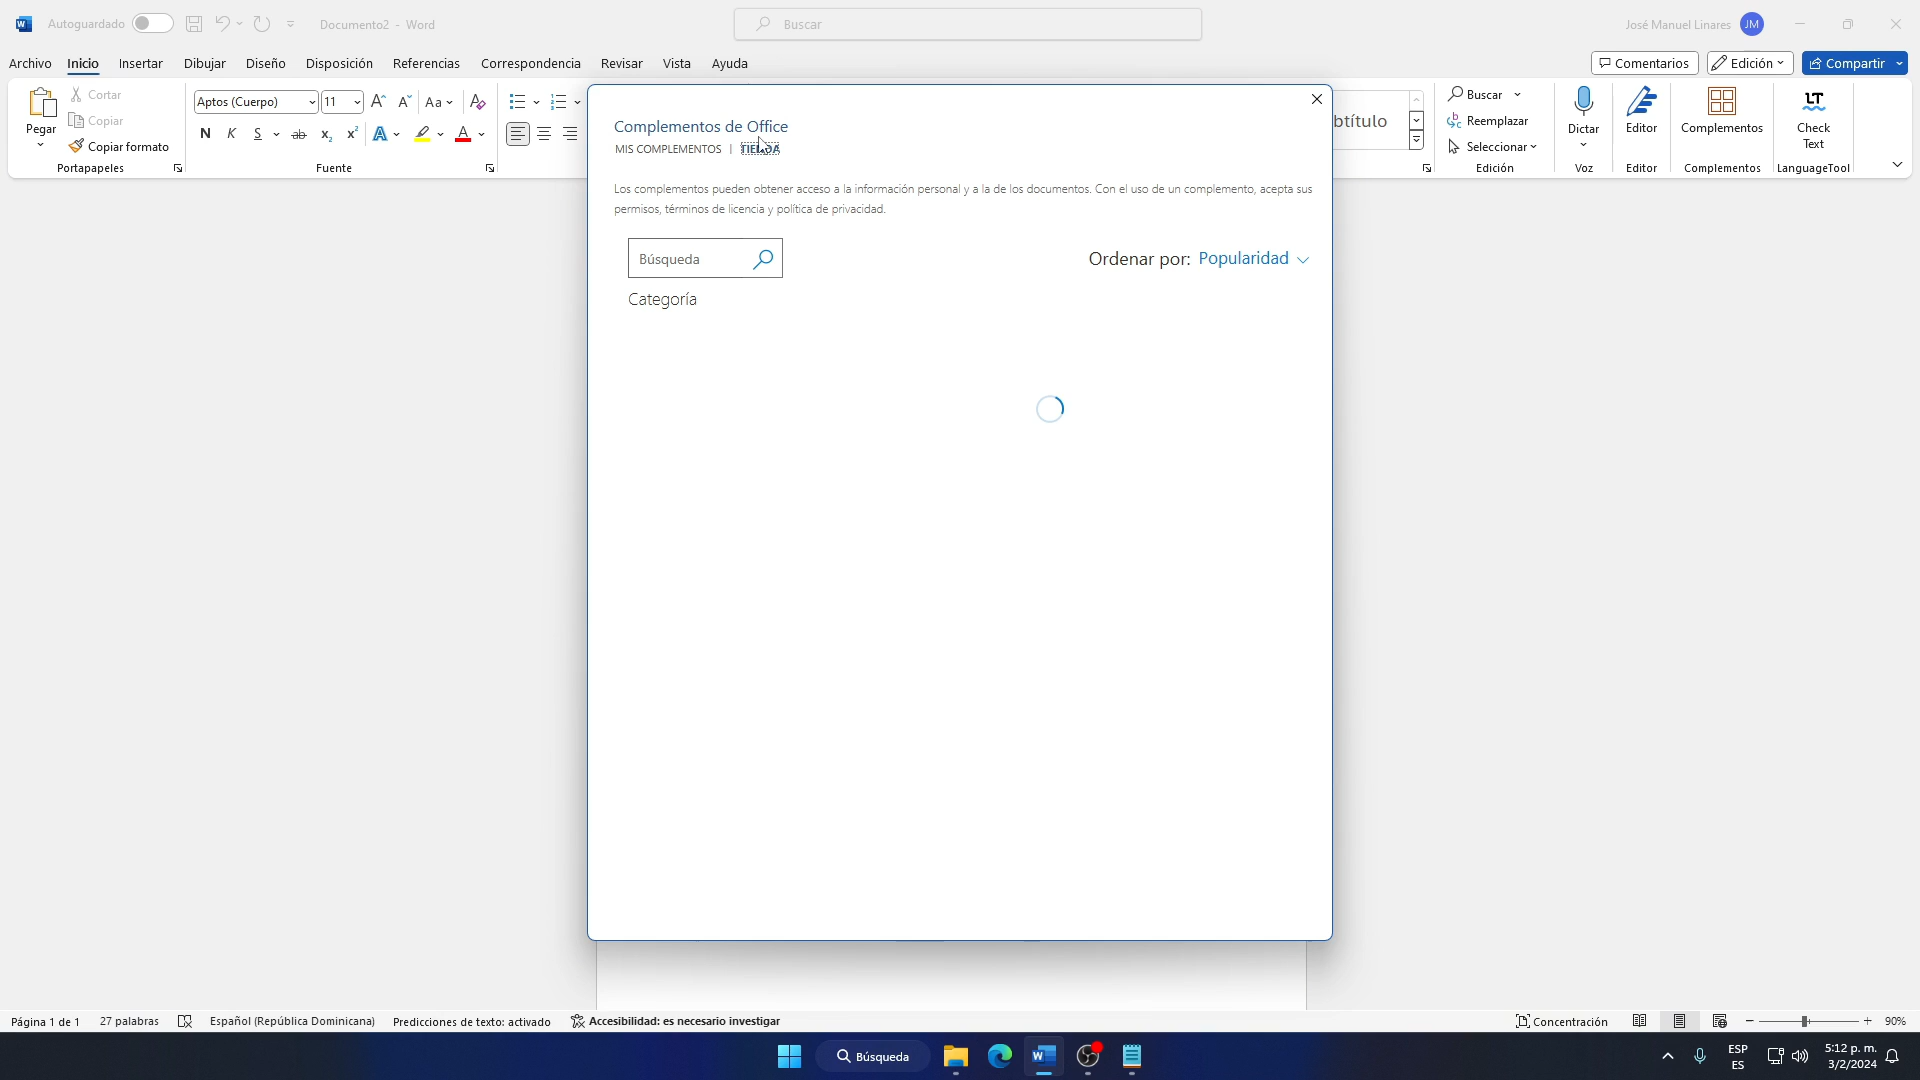 Autoguardado
Documento2 - Word
Buscar
José Manuel Linares
JM
Archivo Inicio Insertar Dibujar Diseño Disposición Referencias Correspondencia Revisar Vista Ayuda
Comentarios
Edición
Compartir
Pegar
Cortar
Copiar
Copiar formato
Portapapeles
Aptos (Cuerpo)
11
Aa
N K S ab x₂ x² A A
Fuente
btítulo
Buscar
Reemplazar
Seleccionar
Edición
Dictar
Voz
Editor
Editor
Complementos
Complementos
Check
Text
LanguageTool
Complementos de Office
MIS COMPLEMENTOS | TIENDA
Los complementos pueden obtener acceso a la información personal y a la de los documentos. Con el uso de un complemento, acepta sus
permisos, términos de licencia y política de privacidad.
Búsqueda
Ordenar por: Popularidad
Categoría
Página 1 de 1 27 palabras Español (República Dominicana) Predicciones de texto: activado Accesibilidad: es necesario investigar
Concentración
90%
Búsqueda
ESP
ES
5:12 p. m.
3/2/2024